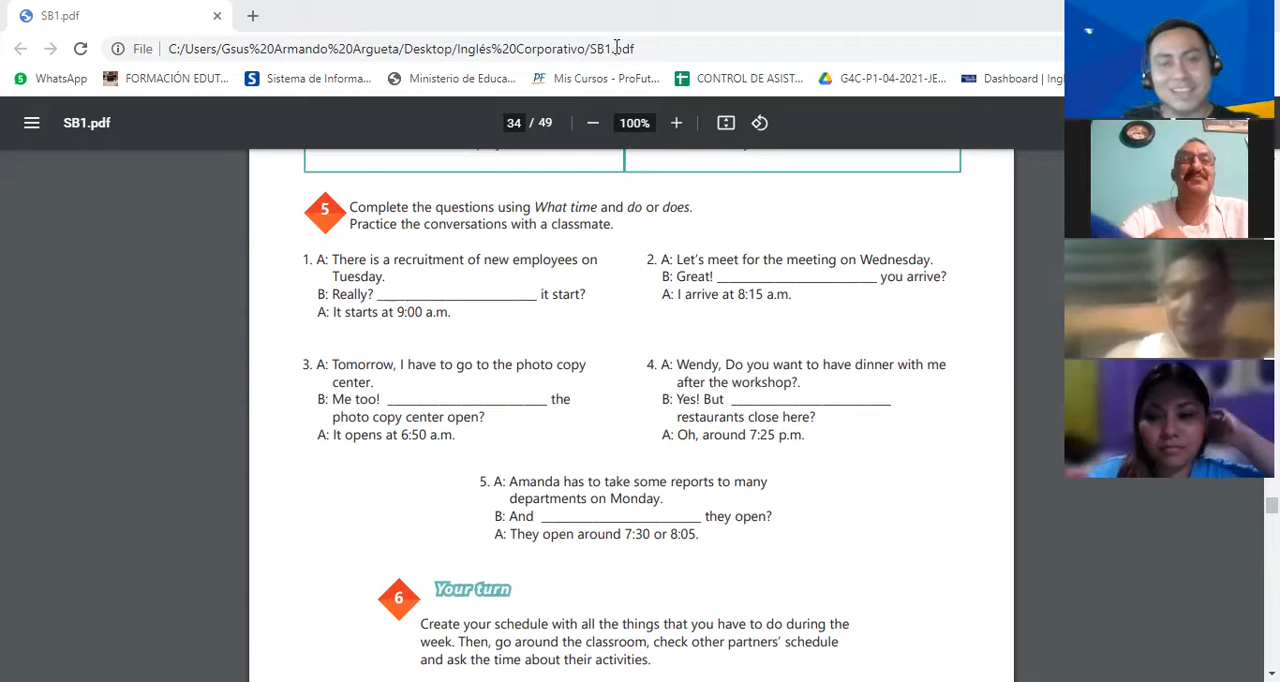 SB1.pdf
File C:/Users/Gsus%20Armando%20Argueta/Desktop/Inglés%20Corporativo/SB1.pdf
WhatsApp FORMACIÓN EDUT... Sistema de Informa... Ministerio de Educa... PF Mis Cursos - ProFut... CONTROL DE ASIST... G4C-P1-04-2021-JE... Dashboard | Ingl
SB1.pdf 34 / 49 100%
5 Complete the questions using What time and do or does.
Practice the conversations with a classmate.
1. A: There is a recruitment of new employees on
Tuesday.
B: Really? ____________________ it start?
A: It starts at 9:00 a.m.
2. A: Let's meet for the meeting on Wednesday.
B: Great! ____________________ you arrive?
A: I arrive at 8:15 a.m.
3. A: Tomorrow, I have to go to the photo copy
center.
B: Me too! ____________________ the
photo copy center open?
A: It opens at 6:50 a.m.
4. A: Wendy, Do you want to have dinner with me
after the workshop?.
B: Yes! But ____________________
restaurants close here?
A: Oh, around 7:25 p.m.
5. A: Amanda has to take some reports to many
departments on Monday.
B: And ____________________ they open?
A: They open around 7:30 or 8:05.
6 Your turn
Create your schedule with all the things that you have to do during the
week. Then, go around the classroom, check other partners' schedule
and ask the time about their activities.